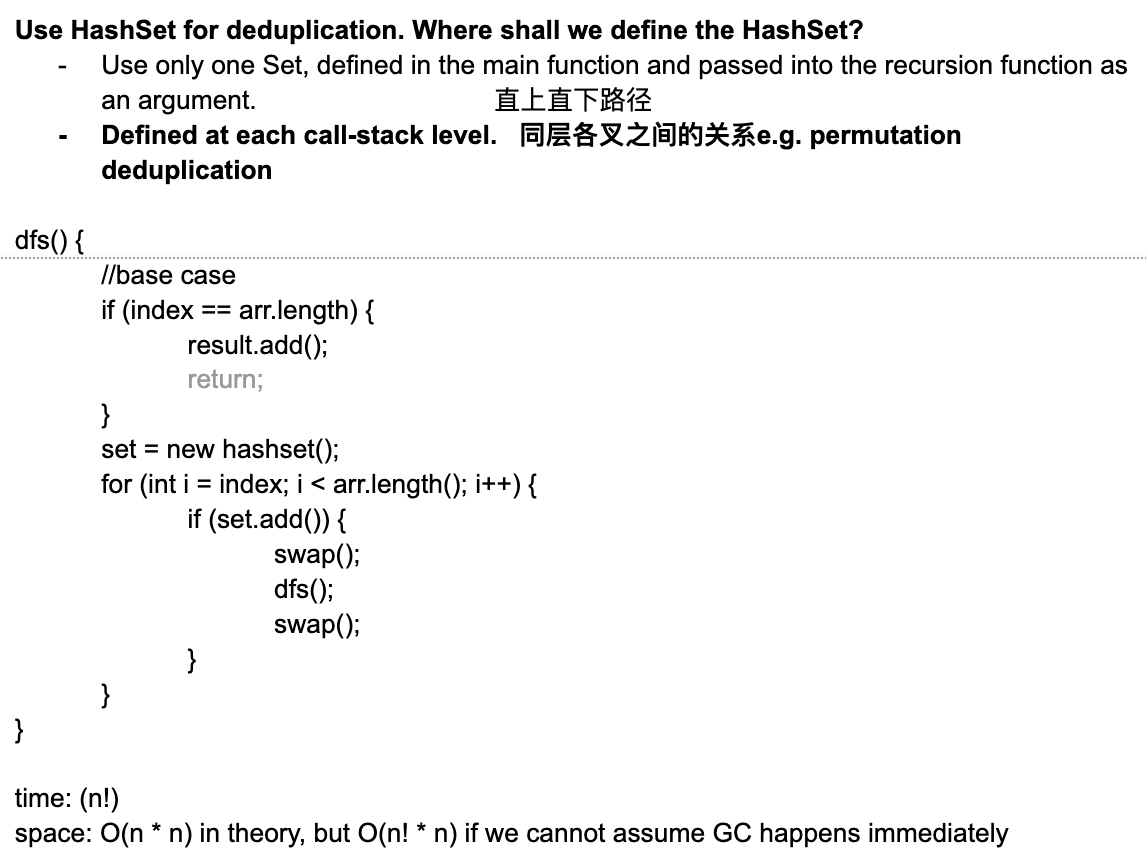 Use HashSet for deduplication. Where shall we define the HashSet?
- Use only one Set, defined in the main function and passed into the recursion function as
an argument. 直上直下路径
- Defined at each call-stack level. 同层各叉之间的关系e.g. permutation
deduplication
dfs() {
//base case
if (index == arr.length) {
result.add();
return;
}
set = new hashset();
for (int i = index; i < arr.length(); i++) {
if (set.add()) {
swap();
dfs();
swap();
}
}
}
time: (n!)
space: O(n * n) in theory, but O(n! * n) if we cannot assume GC happens immediately